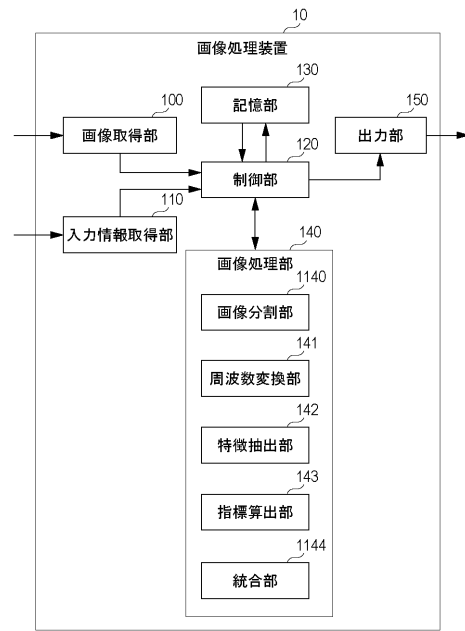 10
画像処理装置
130
100
記憶部
150
画像取得部
120
出力部
制御部
110
入力情報取得部
140
画像処理部
1140
画像分割部
141
周波数変換部
142
特徴抽出部
143
指標算出部
1144
統合部